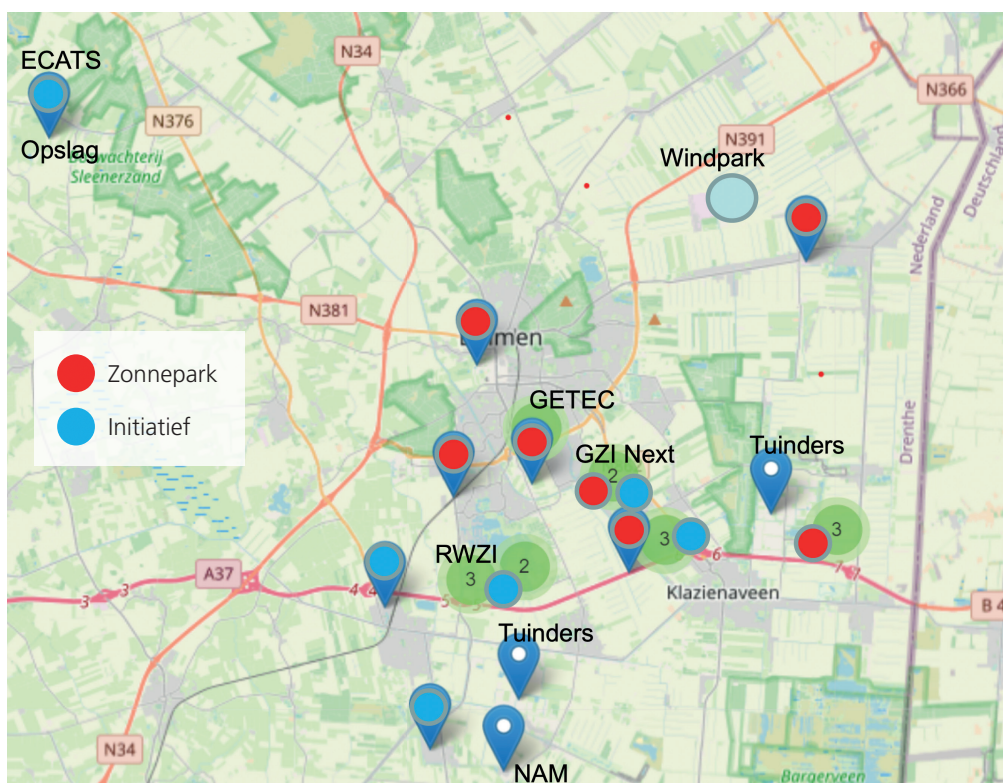 ECATS
Opslag
Boswachterij
Sleenerzand
N376
N34
N391
N366
Deutschland
Nederland
Windpark
N381
Emmen
Zonnepark
Initiatief
GETEC
GZI Next
2
Tuinders
Drenthe
3
3
RWZI
3
2
A37
3
3
4
4
5
5
6
7
7
Klazienaveen
B 4
Tuinders
N34
NAM
Bargerveen